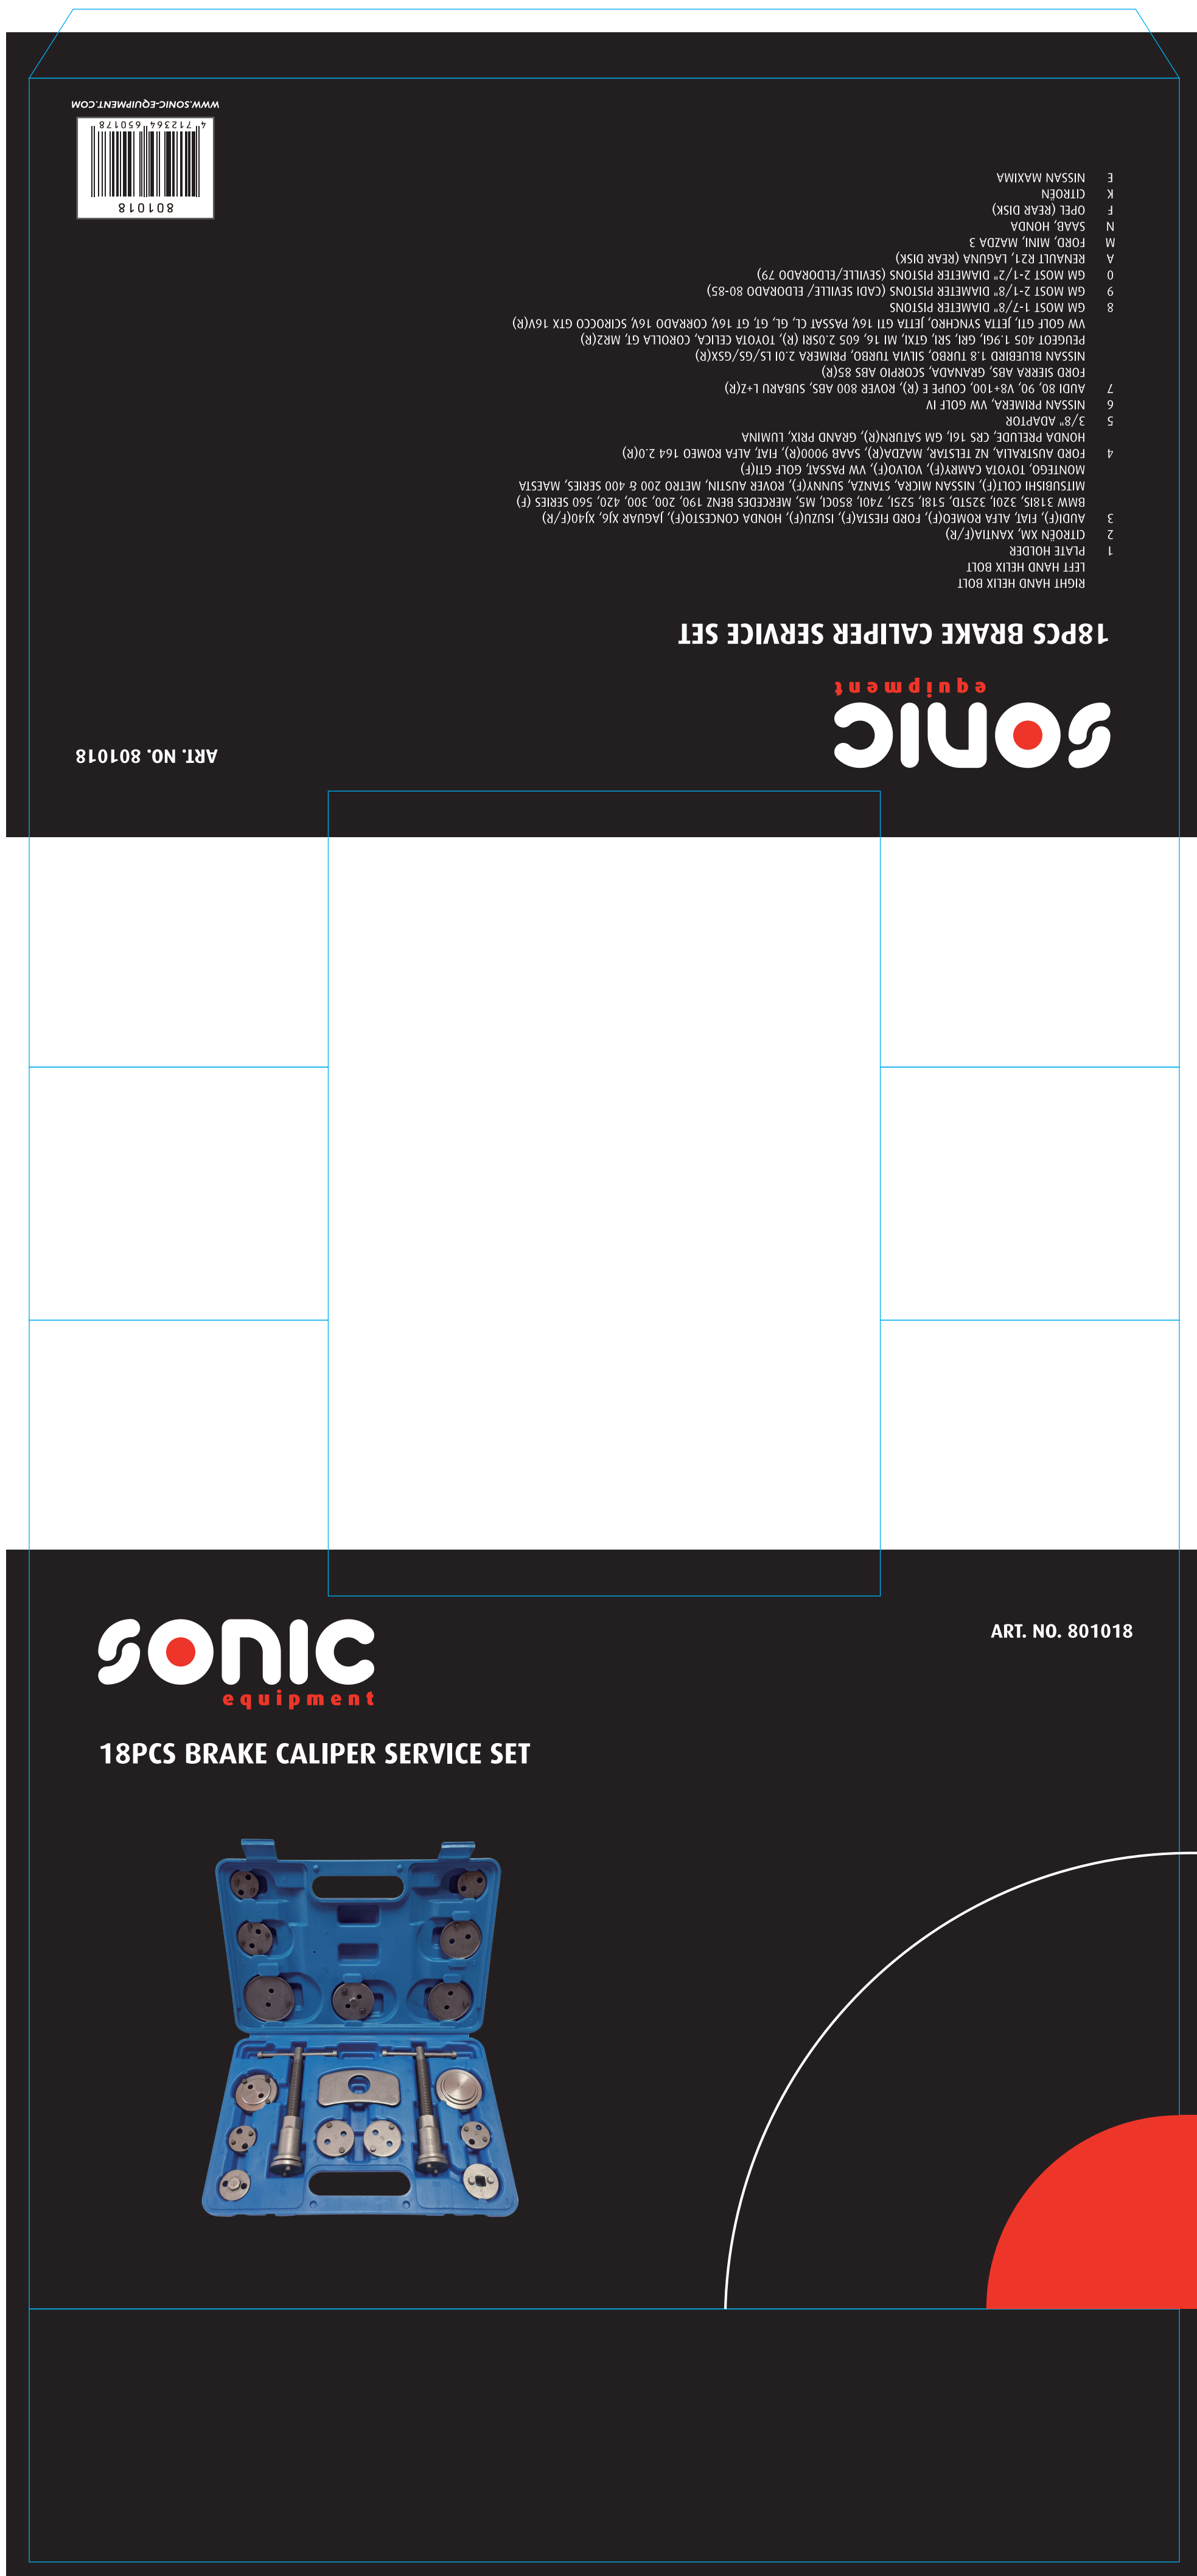 SONIC
equipment
ART. NO. 801018
18PCS BRAKE CALIPER SERVICE SET
RIGHT HAND HELIX BOLT
LEFT HAND HELIX BOLT
1 PLATE HOLDER
2 CITROËN XM, XANTIA(F/R)
3 AUDI(F), FIAT, ALFA ROMEO(F), FORD FIESTA(F), ISUZU(F), HONDA CONCESTO(F), JAGUAR XJ6, XJ40(F/R)
BMW 318IS, 320I, 325TD, 518I, 525I, 740I, 850CI, M5, MERCEDES BENZ 190, 200, 300, 420, 560 SERIES (F)
MITSUBISHI COLT(F), NISSAN MICRA, STANZA, SUNNY(F), ROVER AUSTIN, METRO 200 & 400 SERIES, MAESTA
MONTEGO, TOYOTA CAMRY(F), VOLVO(F), VW PASSAT, GOLF GTI(F)
4 FORD AUSTRALIA, NZ TELSTAR, MAZDA(R), SAAB 9000(R), FIAT, ALFA ROMEO 164 2.0(R)
HONDA PRELUDE, CRS 16I, GM SATURN(R), GRAND PRIX, LUMINA
5 3/8" ADAPTOR
6 NISSAN PRIMERA, VW GOLF IV
7 AUDI 80, 90, V8+100, COUPE E (R), ROVER 800 ABS, SUBARU L+Z(R)
FORD SIERRA ABS, GRANADA, SCORPIO ABS 85(R)
NISSAN BLUEBIRD 1.8 TURBO, SILVIA TURBO, PRIMERA 2.0I LS/GS/GSX(R)
PEUGEOT 405 1.9GI, GRI, SRI, GTXI, MI 16, 605 2.0SRI (R), TOYOTA CELICA, COROLLA GT, MR2(R)
VW GOLF GTI, JETTA SYNCHRO, JETTA GTI 16V, PASSAT CL, GL, GT, GT 16V, CORRADO 16V, SCIROCCO GTX 16V(R)
8 GM MOST 1-7/8" DIAMETER PISTONS
9 GM MOST 2-1/8" DIAMETER PISTONS (CADI SEVILLE/ ELDORADO 80-85)
0 GM MOST 2-1/2" DIAMETER PISTONS (SEVILLE/ELDORADO 79)
A RENAULT R21, LAGUNA (REAR DISK)
M FORD, MINI, MAZDA 3
N SAAB, HONDA
F OPEL (REAR DISK)
K CITROËN
E NISSAN MAXIMA
801018
4 712364 650178
WWW.SONIC-EQUIPMENT.COM
SONIC
equipment
ART. NO. 801018
18PCS BRAKE CALIPER SERVICE SET